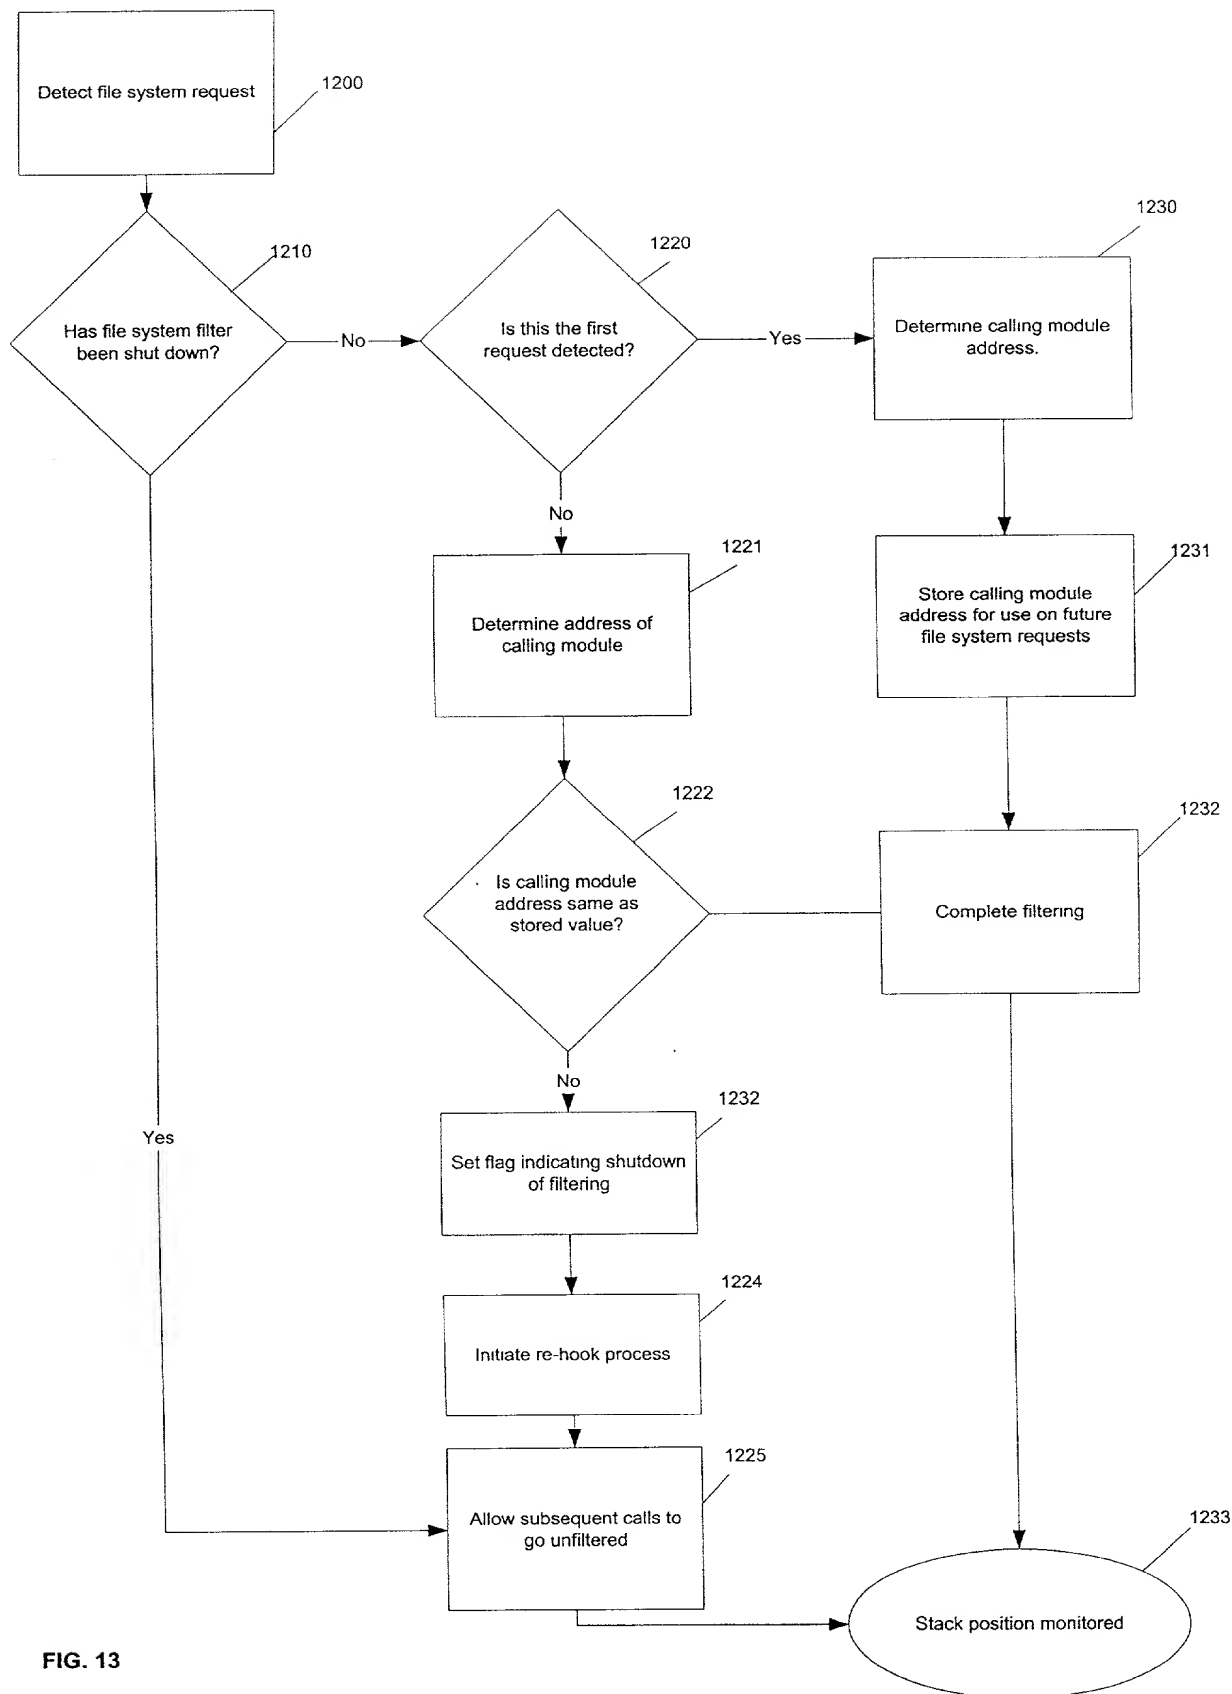 Detect file system request
1200
Has file system filter
been shut down?
1210
No
Is this the first
request detected?
1220
Yes
Determine calling module
address.
1230
No
Determine address of
calling module
1221
Store calling module
address for use on future
file system requests
1231
Is calling module
address same as
stored value?
1222
Complete filtering
1232
No
Yes
Set flag indicating shutdown
of filtering
1232
Initiate re-hook process
1224
Allow subsequent calls to
go unfiltered
1225
Stack position monitored
1233
FIG. 13